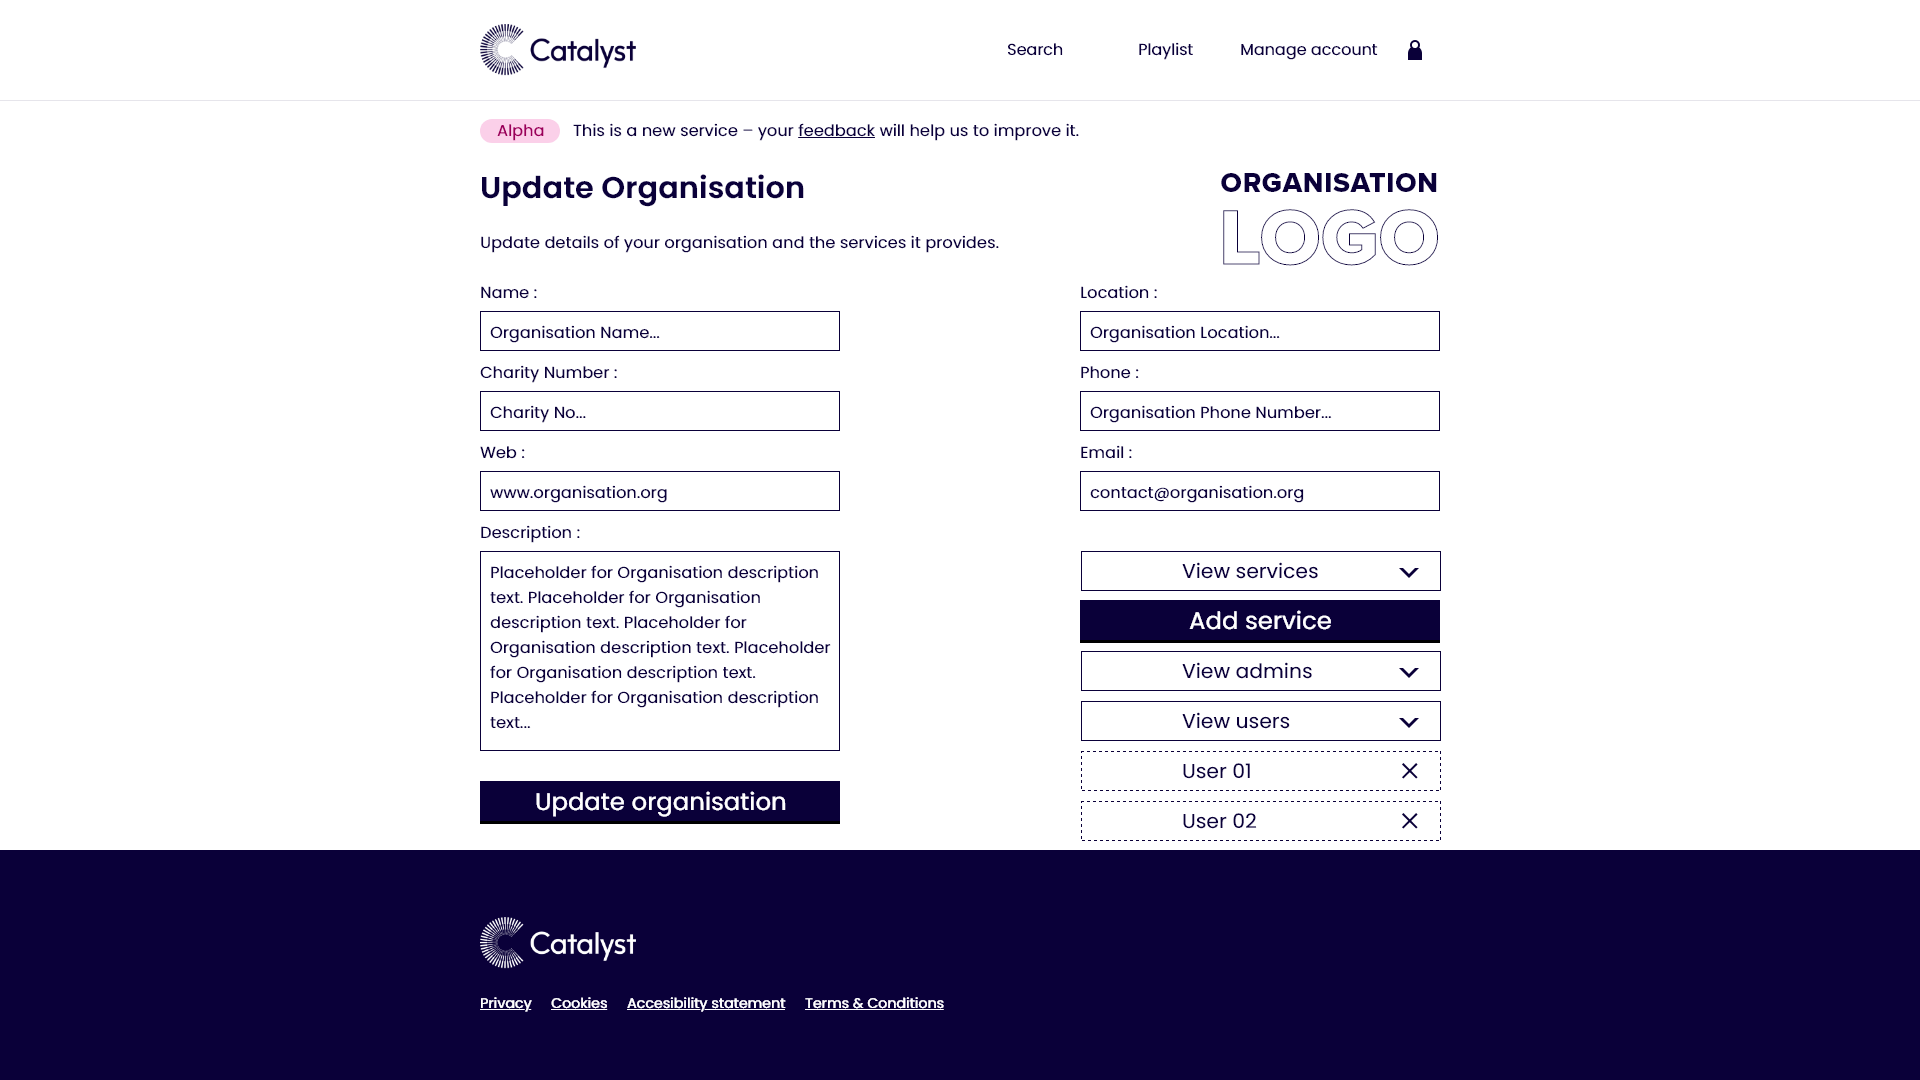 Catalyst
Search
Playlist
Manage account
Alpha
This is a new service – your feedback will help us to improve it.
Update Organisation
ORGANISATION
LOGO
Update details of your organisation and the services it provides.
Name :
Organisation Name...
Charity Number :
Charity No...
Web :
www.organisation.org
Description :
Placeholder for Organisation description
text. Placeholder for Organisation
description text. Placeholder for
Organisation description text. Placeholder
for Organisation description text.
Placeholder for Organisation description
text...
Update organisation
Location :
Organisation Location...
Phone :
Organisation Phone Number...
Email :
contact@organisation.org
View services
Add service
View admins
View users
User 01
User 02
Catalyst
Privacy
Cookies
Accesibility statement
Terms & Conditions